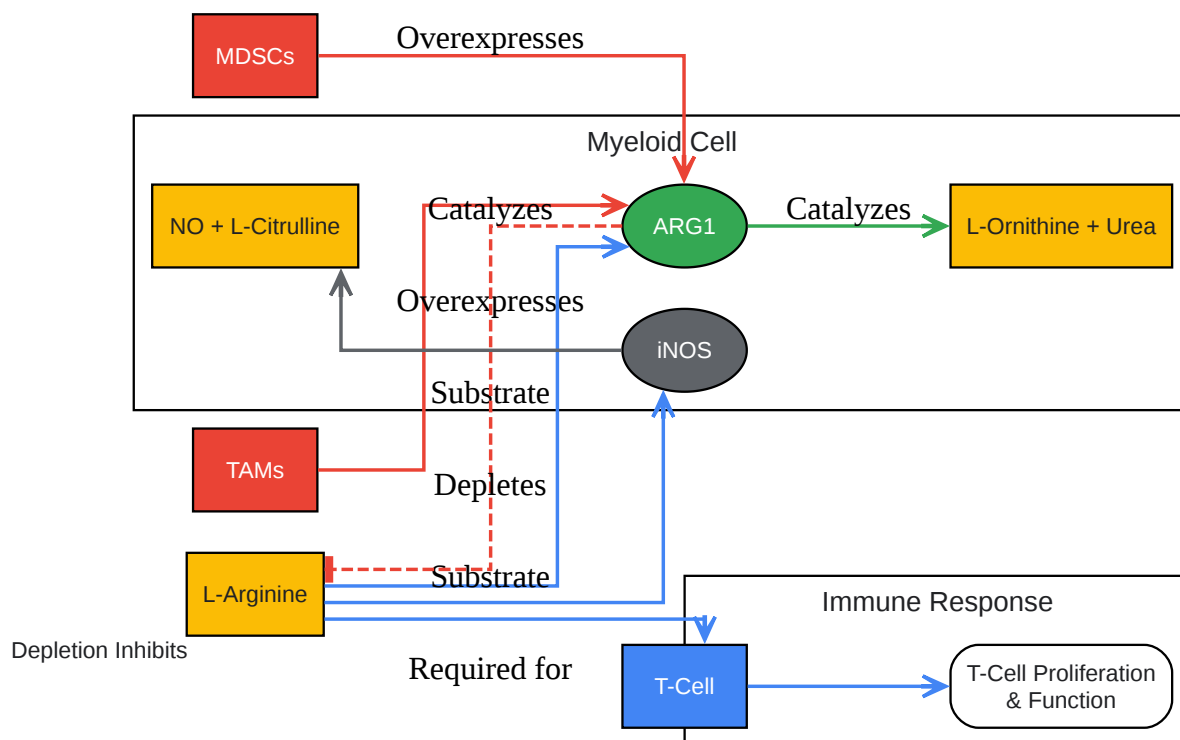 Overexpresses
MDSCs
Myeloid Cell
NO + L-Citrulline
Catalyzes
ARG1
Catalyzes
L-Ornithine + Urea
Overexpresses
iNOS
Substrate
TAMs
Depletes
Substrate
L-Arginine
Immune Response
Depletion Inhibits
Required for
T-Cell
T-Cell Proliferation
& Function